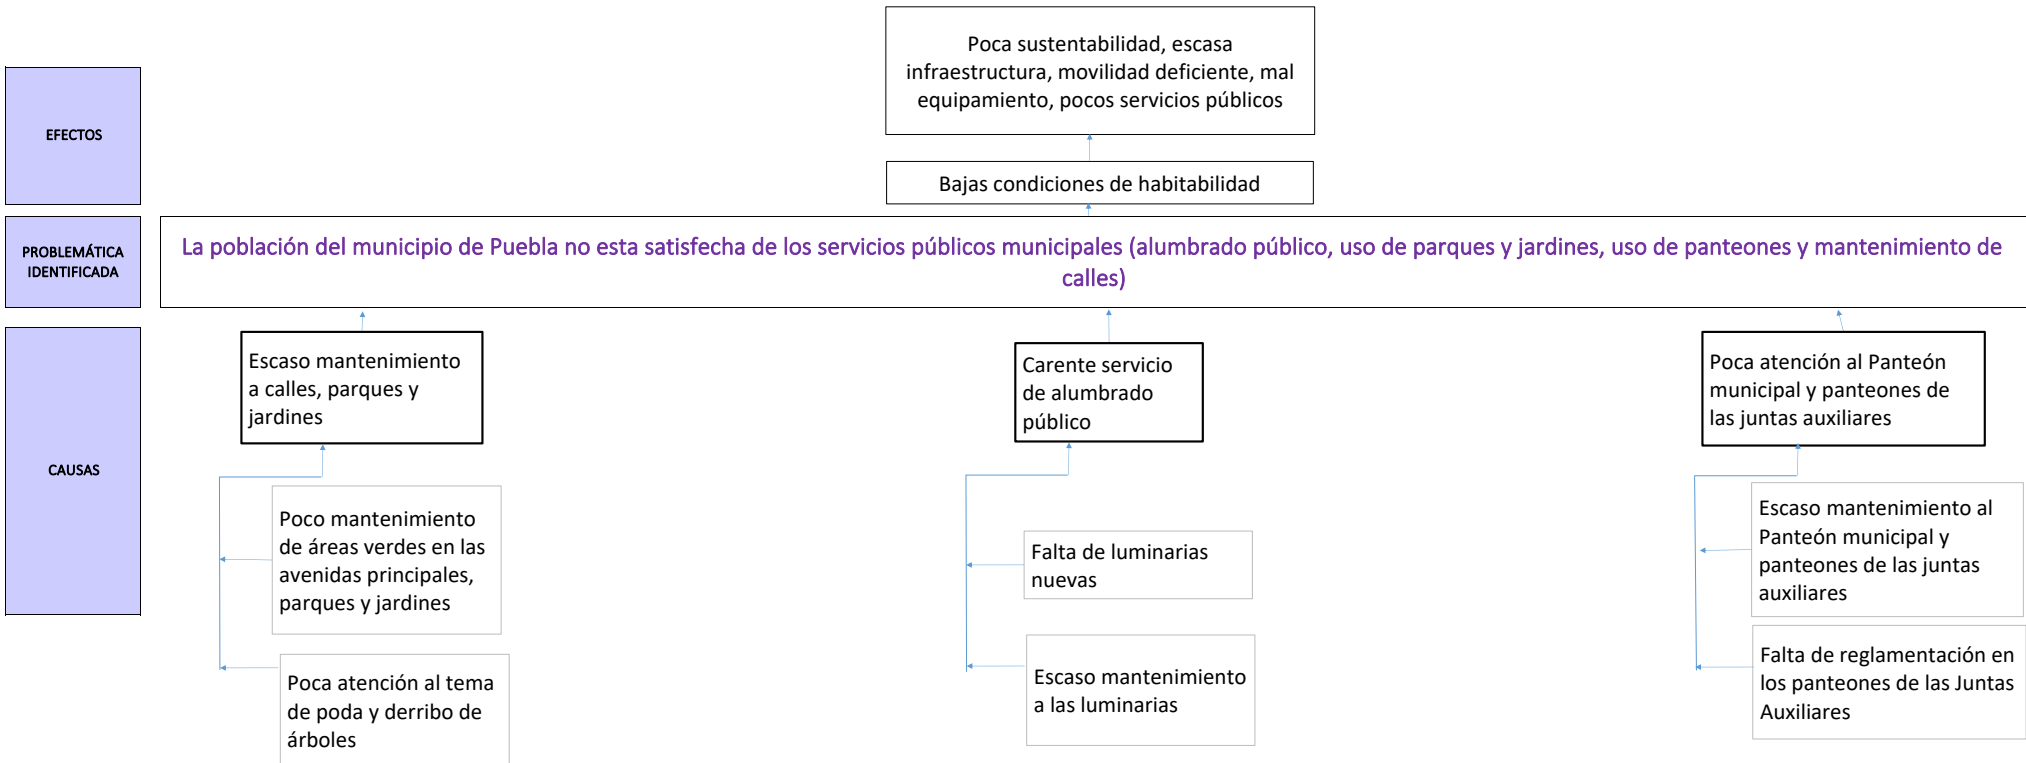 Poca sustentabilidad, escasa
infraestructura, movilidad deficiente, mal
equipamiento, pocos servicios públicos
EFECTOS
Bajas condiciones de habitabilidad
PROBLEMÁTICA
IDENTIFICADA
La población del municipio de Puebla no esta satisfecha de los servicios públicos municipales (alumbrado público, uso de parques y jardines, uso de panteones y mantenimiento de
calles)
CAUSAS
Escaso mantenimiento
a calles, parques y
jardines
Poco mantenimiento
de áreas verdes en las
avenidas principales,
parques y jardines
Poca atención al tema
de poda y derribo de
árboles
Carente servicio
de alumbrado
público
Falta de luminarias
nuevas
Escaso mantenimiento
a las luminarias
Poca atención al Panteón
municipal y panteones de
las juntas auxiliares
Escaso mantenimiento al
Panteón municipal y
panteones de las juntas
auxiliares
Falta de reglamentación en
los panteones de las Juntas
Auxiliares